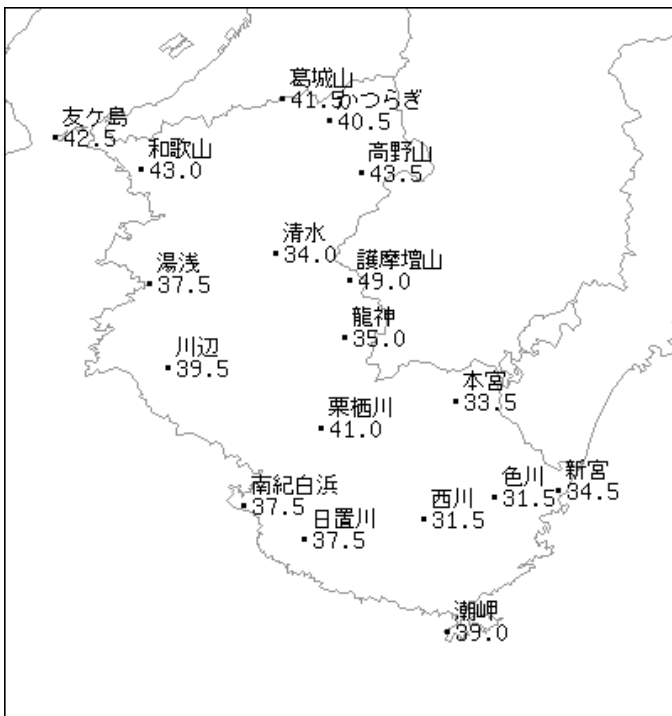 葛城山
41.5
かつらぎ
40.5
友ケ島
42.5
和歌山
43.0
高野山
43.5
清水
34.0
護摩壇山
49.0
湯浅
37.5
龍神
35.0
川辺
39.5
本宮
33.5
栗栖川
41.0
南紀白浜
37.5
日置川
37.5
西川
31.5
色川
31.5
新宮
34.5
潮岬
39.0